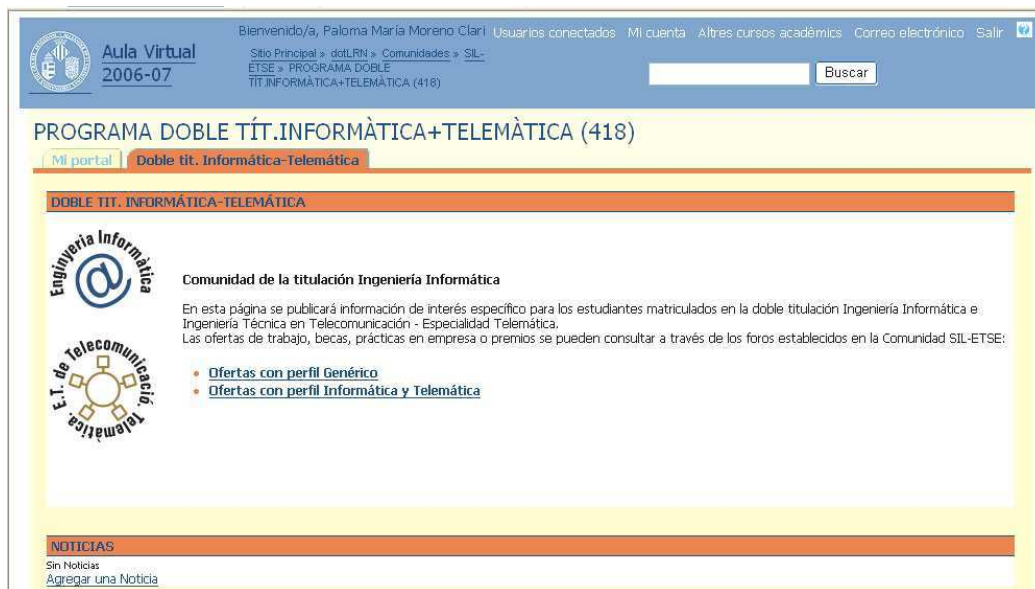 Aula Virtual
2006-07
Bienvenido/a, Paloma María Moreno Clari
Sitio Principal » dotLRN » Comunidades » SIL-
ETSE » PROGRAMA DOBLE
TÍT.INFORMÀTICA+TELEMÀTICA (418)
Usuarios conectados Mi cuenta Altres cursos acadèmics Correo electrónico Salir ?
Buscar
PROGRAMA DOBLE TÍT.INFORMÀTICA+TELEMÀTICA (418)
Mi portal Doble tit. Informática-Telemática
DOBLE TIT. INFORMÁTICA-TELEMÁTICA
Enginyeria Informàtica
@
E.T. de Telecomunicació. Telemàtica.
Comunidad de la titulación Ingeniería Informática
En esta página se publicará información de interés específico para los estudiantes matriculados en la doble titulación Ingeniería Informática e
Ingeniería Técnica en Telecomunicación - Especialidad Telemática.
Las ofertas de trabajo, becas, prácticas en empresa o premios se pueden consultar a través de los foros establecidos en la Comunidad SIL-ETSE:
• Ofertas con perfil Genérico
• Ofertas con perfil Informática y Telemática
NOTICIAS
Sin Noticias
Agregar una Noticia